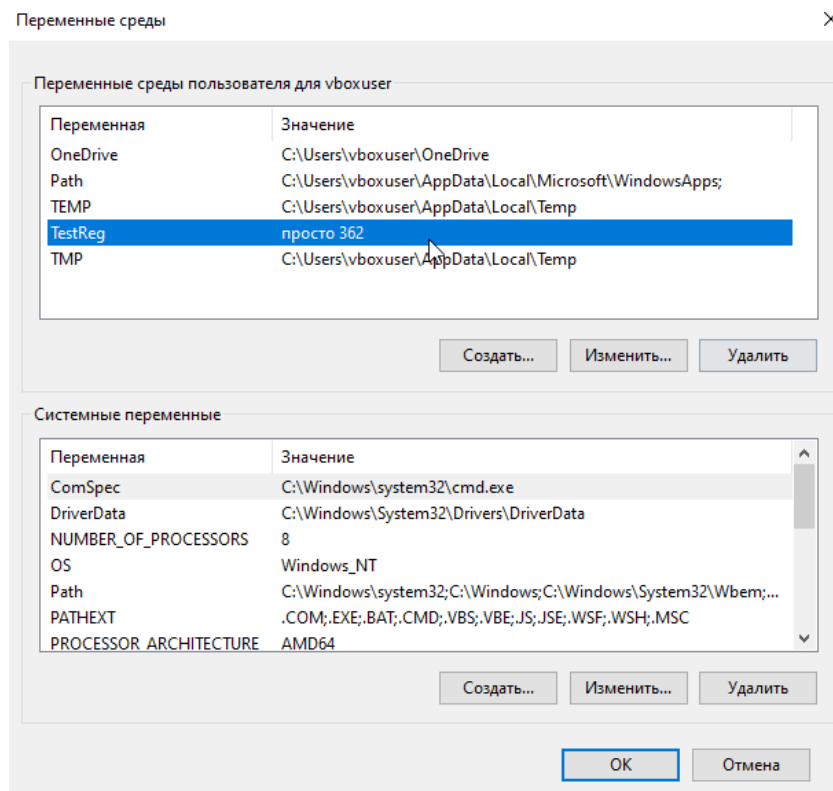 Переменные среды
Переменные среды пользователя для vboxuser
Переменная Значение
OneDrive C:\Users\vboxuser\OneDrive
Path C:\Users\vboxuser\AppData\Local\Microsoft\WindowsApps;
TEMP C:\Users\vboxuser\AppData\Local\Temp
TestReg просто 362
TMP C:\Users\vboxuser\AppData\Local\Temp
Создать... Изменить... Удалить
Системные переменные
Переменная Значение
ComSpec C:\Windows\system32\cmd.exe
DriverData C:\Windows\System32\Drivers\DriverData
NUMBER_OF_PROCESSORS 8
OS Windows_NT
Path C:\Windows\system32;C:\Windows;C:\Windows\System32\Wbem;...
PATHEXT .COM;.EXE;.BAT;.CMD;.VBS;.VBE;.JS;.JSE;.WSF;.WSH;.MSC
PROCESSOR_ARCHITECTURE AMD64
Создать... Изменить... Удалить
OK Отмена